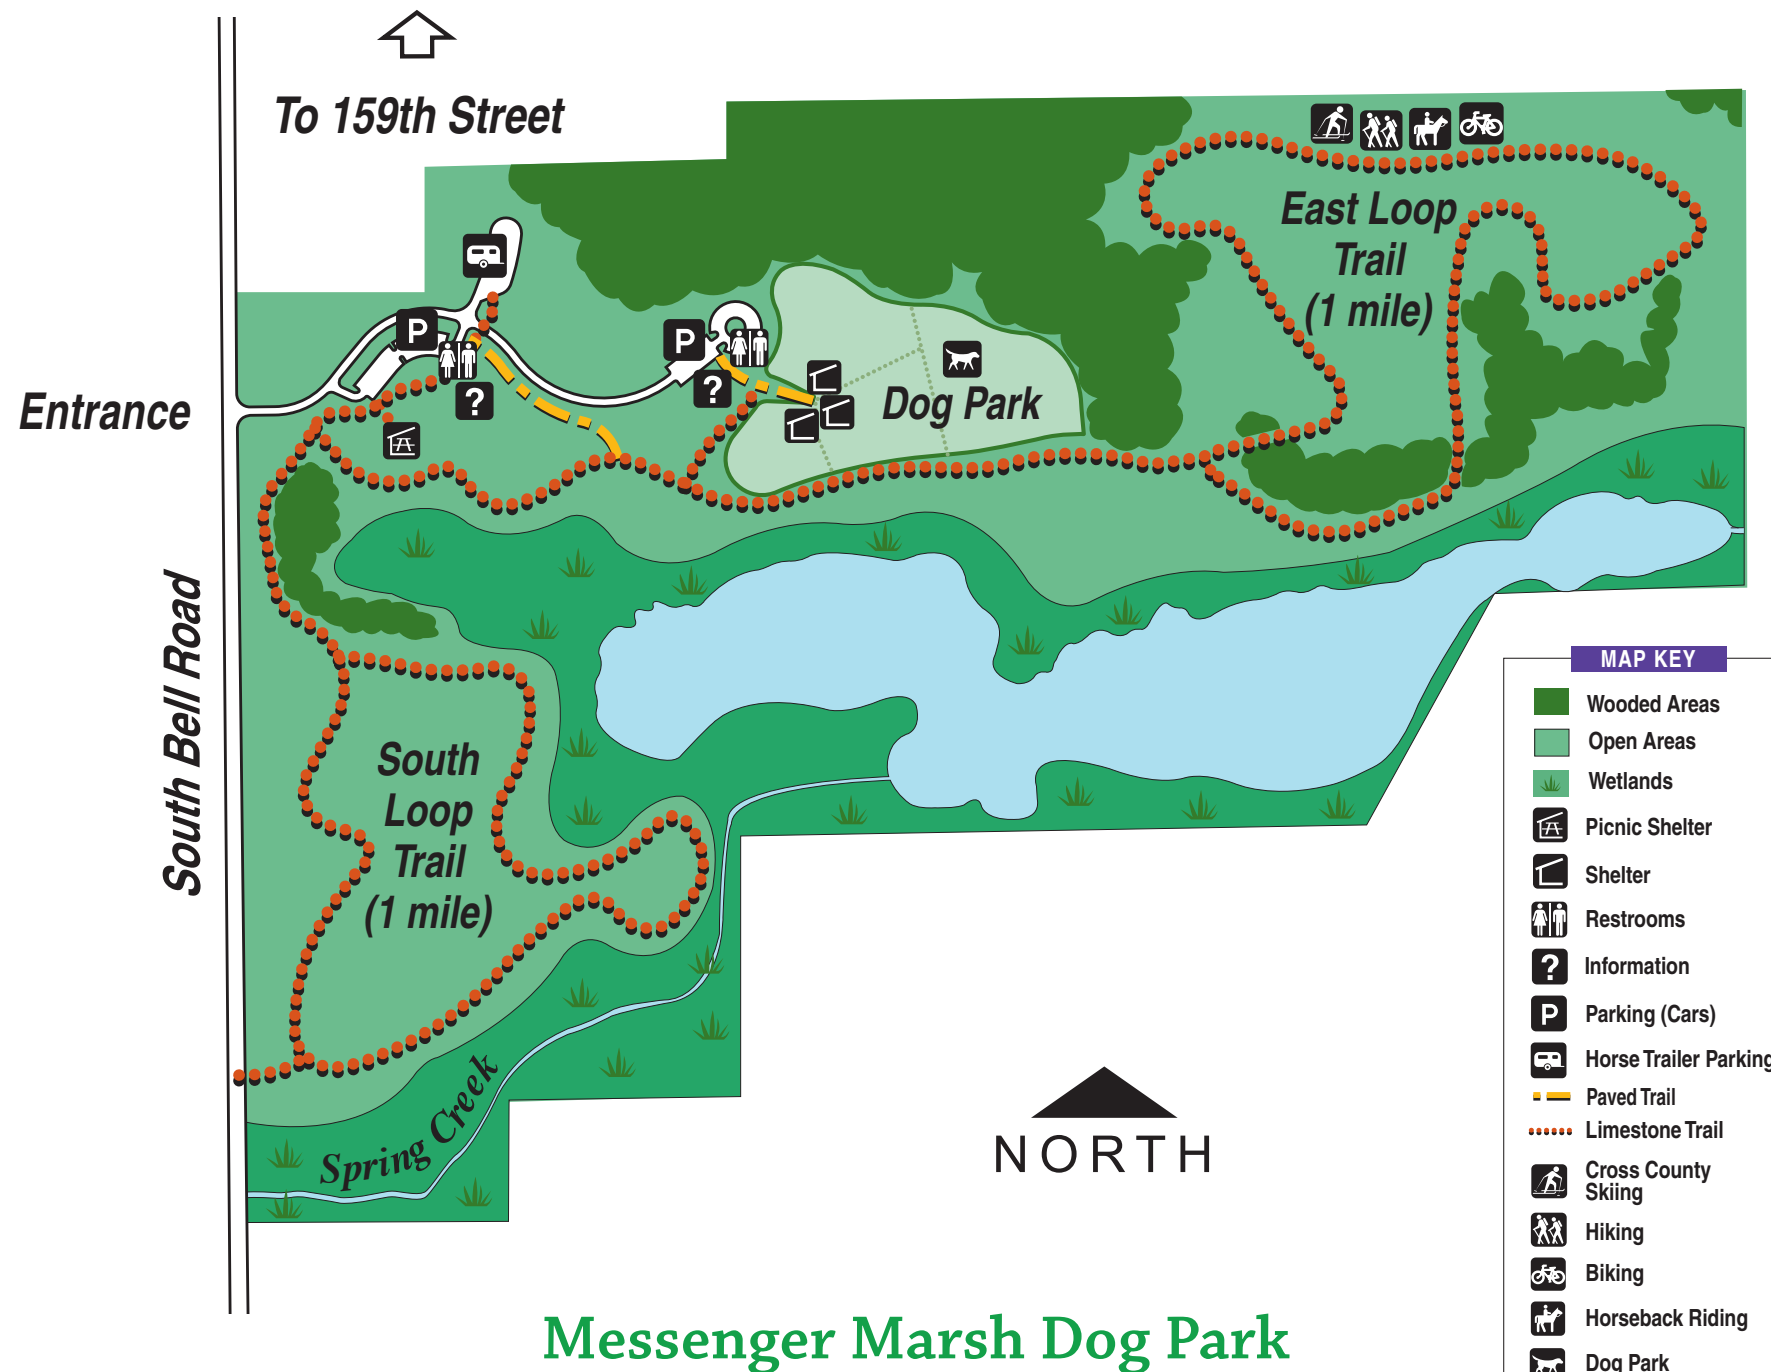 To 159th Street
East Loop
Trail
(1 mile)
P
P
?
?
Dog Park
Entrance
South Bell Road
South
Loop
Trail
(1 mile)
Spring Creek
NORTH
MAP KEY
Wooded Areas
Open Areas
Wetlands
Picnic Shelter
Shelter
Restrooms
? Information
P Parking (Cars)
Horse Trailer Parking
Paved Trail
Limestone Trail
Cross County
Skiing
Hiking
Biking
Horseback Riding
Dog Park
Messenger Marsh Dog Park